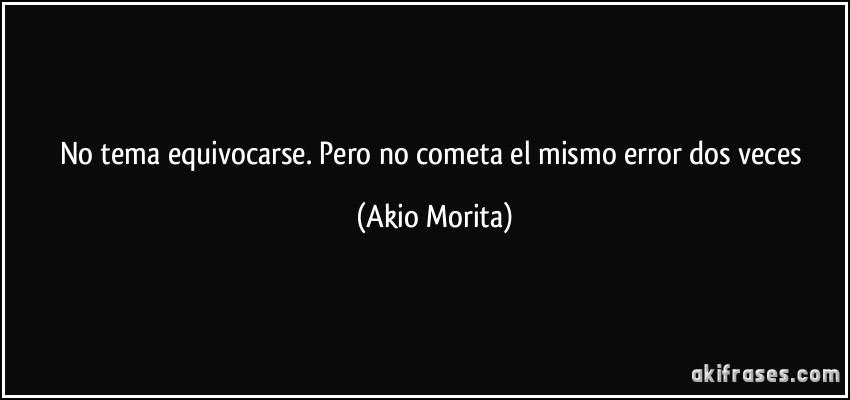 No tema equivocarse. Pero no cometa el mismo error dos veces
(Akio Morita)
akifrases.com